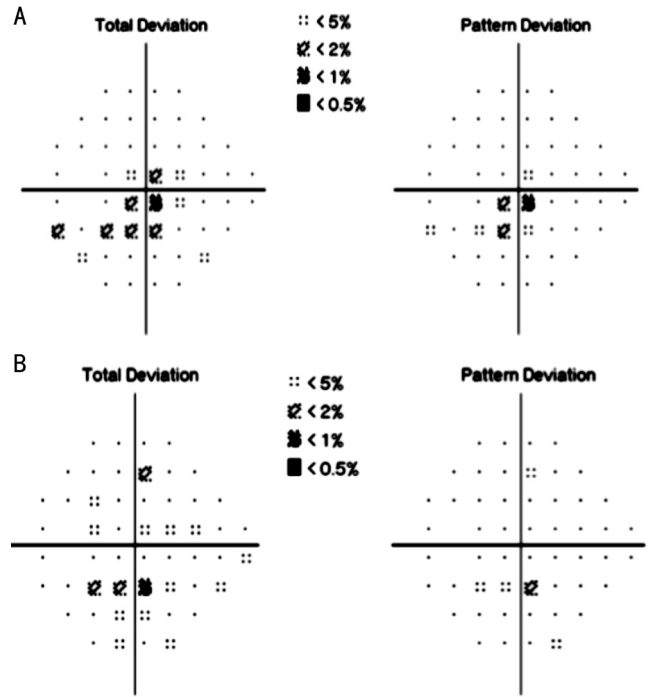 A
Total Deviation
< 5%
< 2%
< 1%
< 0.5%
Pattern Deviation
B
Total Deviation
< 5%
< 2%
< 1%
< 0.5%
Pattern Deviation